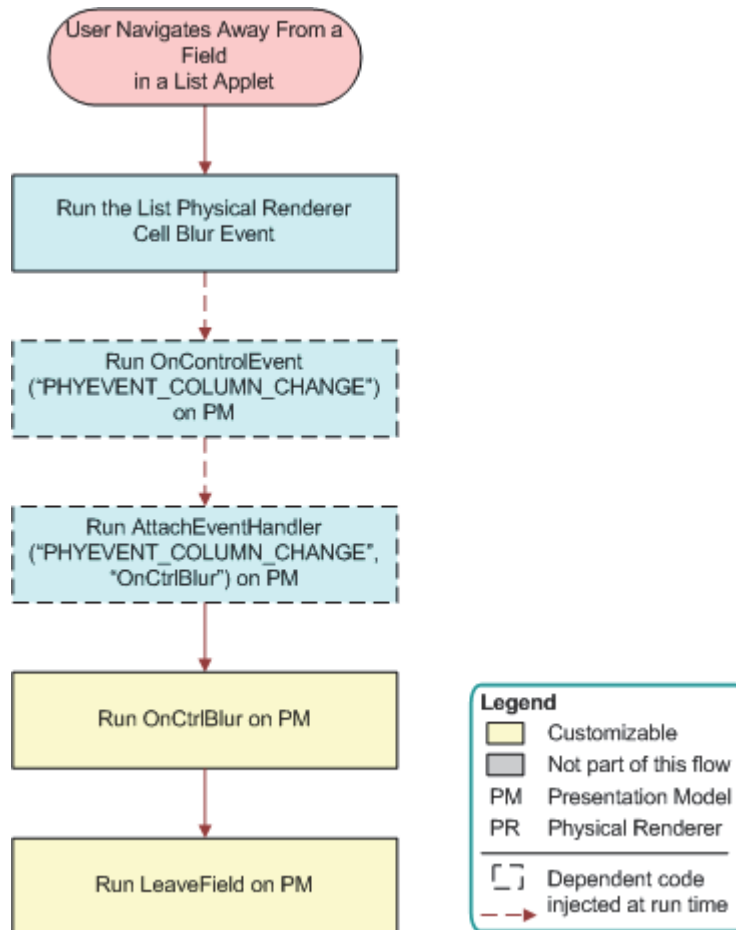 User Navigates Away From a
Field
in a List Applet
Run the List Physical Renderer
Cell Blur Event
Run OnControlEvent
(“PHYEVENT_COLUMN_CHANGE”)
on PM
Run AttachEventHandler
(“PHYEVENT_COLUMN_CHANGE”,
“OnCtrlBlur”) on PM
Run OnCtrlBlur on PM
Run LeaveField on PM
Legend
Customizable
Not part of this flow
PM Presentation Model
PR Physical Renderer
Dependent code
injected at run time